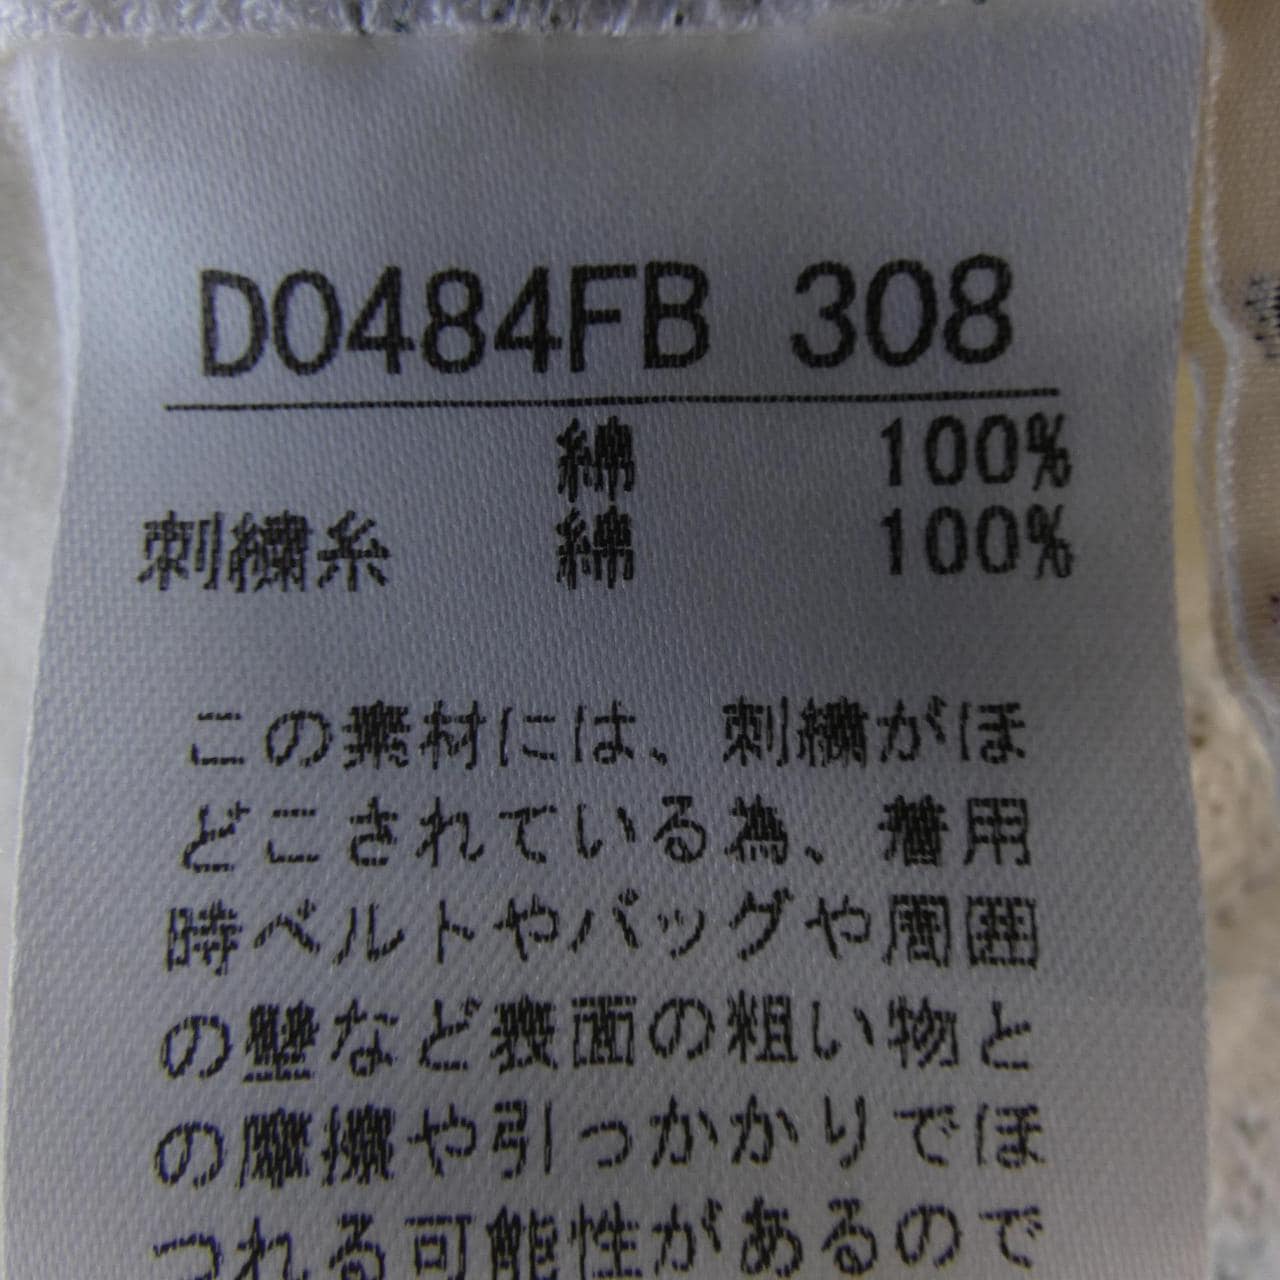 D0484FB 308
綿 100%
刺繍糸 綿 100%
この素材には、刺繍がほ
どこされている為、着用
時ベルトやバッグや周囲
の壁など表面の粗い物と
の摩擦や引っかかりでほ
つれる可能性があるので